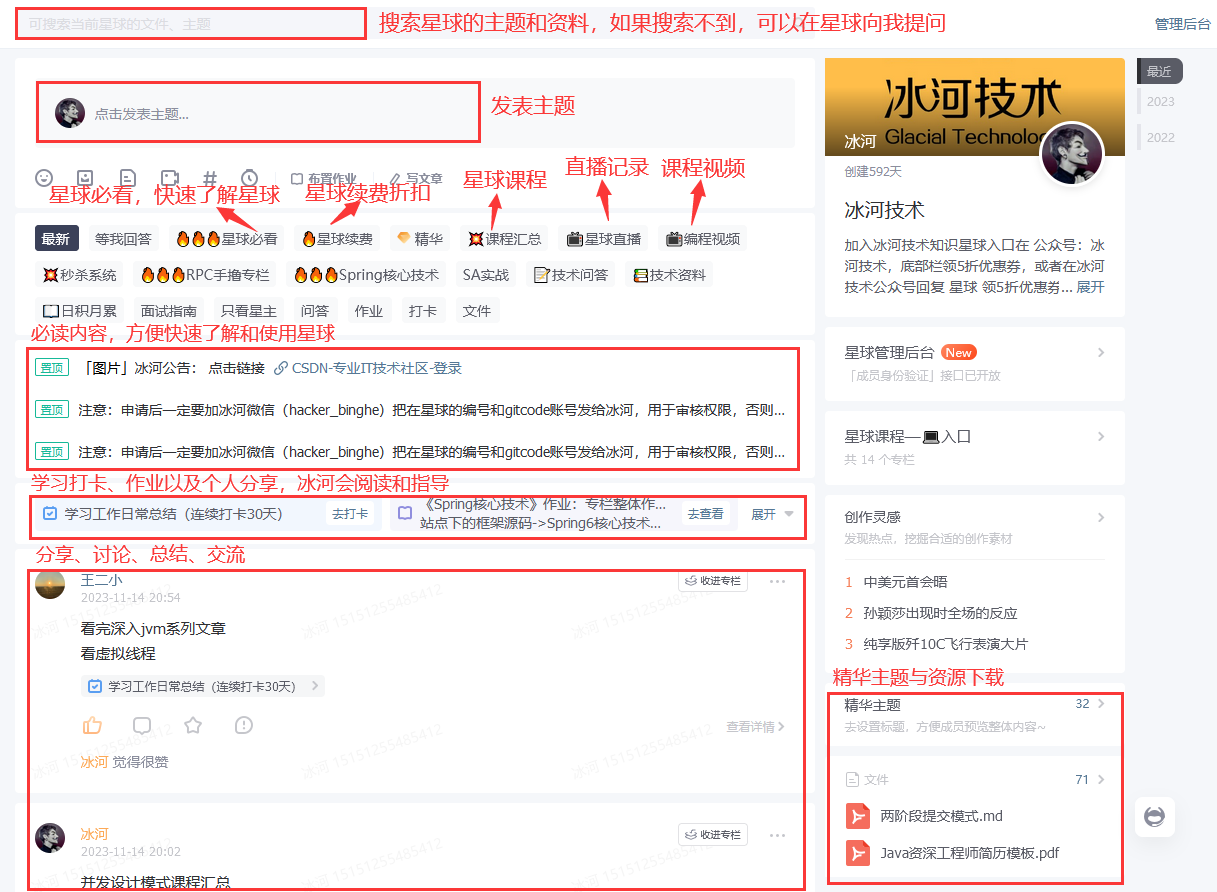 可搜索当前星球的文件、主题
搜索星球的主题和资料，如果搜索不到，可以在星球向我提问
管理后台
点击发表主题...
发表主题
布置作业
写文章
星球必看，快速了解星球
星球续费折扣
星球课程
直播记录
课程视频
最新 等我回答 🔥🔥🔥星球必看 🔥星球续费 精华 💥课程汇总 📺星球直播 📺编程视频
💥秒杀系统 🔥🔥🔥RPC手撸专栏 🔥🔥🔥Spring核心技术 SA实战 📝技术问答 📚技术资料
📖日积月累 面试指南 只看星主 问答 作业 打卡 文件
必读内容，方便快速了解和使用星球
置顶 「图片」冰河公告： 点击链接 CSDN-专业IT技术社区-登录
置顶 注意：申请后一定要加冰河微信（hacker_binghe）把在星球的编号和gitcode账号发给冰河，用于审核权限，否则...
置顶 注意：申请后一定要加冰河微信（hacker_binghe）把在星球的编号和gitcode账号发给冰河，用于审核权限，否则...
学习打卡、作业以及个人分享，冰河会阅读和指导
学习工作日常总结（连续打卡30天） 去打卡
《Spring核心技术》作业：专栏整体作...
站点下的框架源码->Spring6核心技术...
去查看
展开
分享、讨论、总结、交流
王二小
2023-11-14 20:54
收进专栏
看完深入jvm系列文章
看虚拟线程
学习工作日常总结（连续打卡30天）
查看详情
冰河 觉得很赞
冰河
2023-11-14 20:02
收进专栏
并发设计模式课程汇总
冰河 15151255485412
冰河 15151255485412
冰河 15151255485412
冰河 15151255485412
冰河 15151255485412
冰河 15151255485412
冰河技术
Glacial Technolo
冰河
创建592天
冰河技术
加入冰河技术知识星球入口在 公众号：冰
河技术，底部栏领5折优惠券，或者在冰河
技术公众号回复 星球 领5折优惠券... 展开
星球管理后台 New
「成员身份验证」接口已开放
星球课程—💻入口
共 14 个专栏
创作灵感
发现热点，挖掘合适的创作素材
1 中美元首会晤
2 孙颖莎出现时全场的反应
3 纯享版歼10C飞行表演大片
精华主题与资源下载
精华主题 32
去设置标题，方便成员预览整体内容~
文件 71
两阶段提交模式.md
Java资深工程师简历模板.pdf
最近
2023
2022